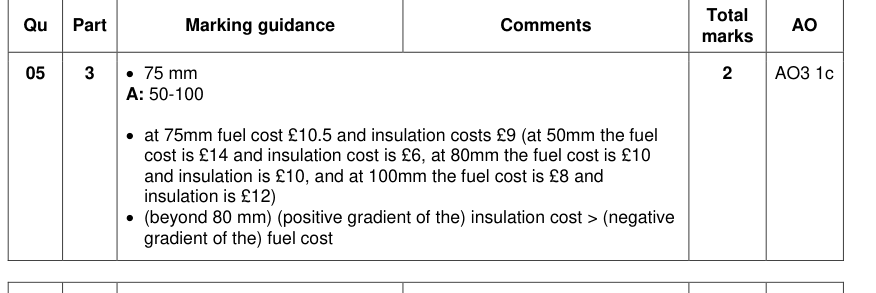 Qu Part Marking guidance Comments Total marks AO
05 3 • 75 mm 2 AO3 1c
A: 50-100
• at 75mm fuel cost £10.5 and insulation costs £9 (at 50mm the fuel
cost is £14 and insulation cost is £6, at 80mm the fuel cost is £10
and insulation is £10, and at 100mm the fuel cost is £8 and
insulation is £12)
• (beyond 80 mm) (positive gradient of the) insulation cost > (negative
gradient of the) fuel cost